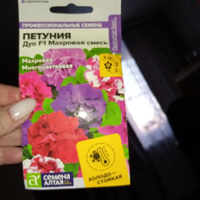 ПРОФЕССИОНАЛЬНЫЕ СЕМЕНА
ПЕТУНИЯ
Дуо F1 Махровая смесь
Махровая
Многоцветковая
ХОЛОДО-
СТОЙКАЯ
СЕМЕНА
АЛТАЯ